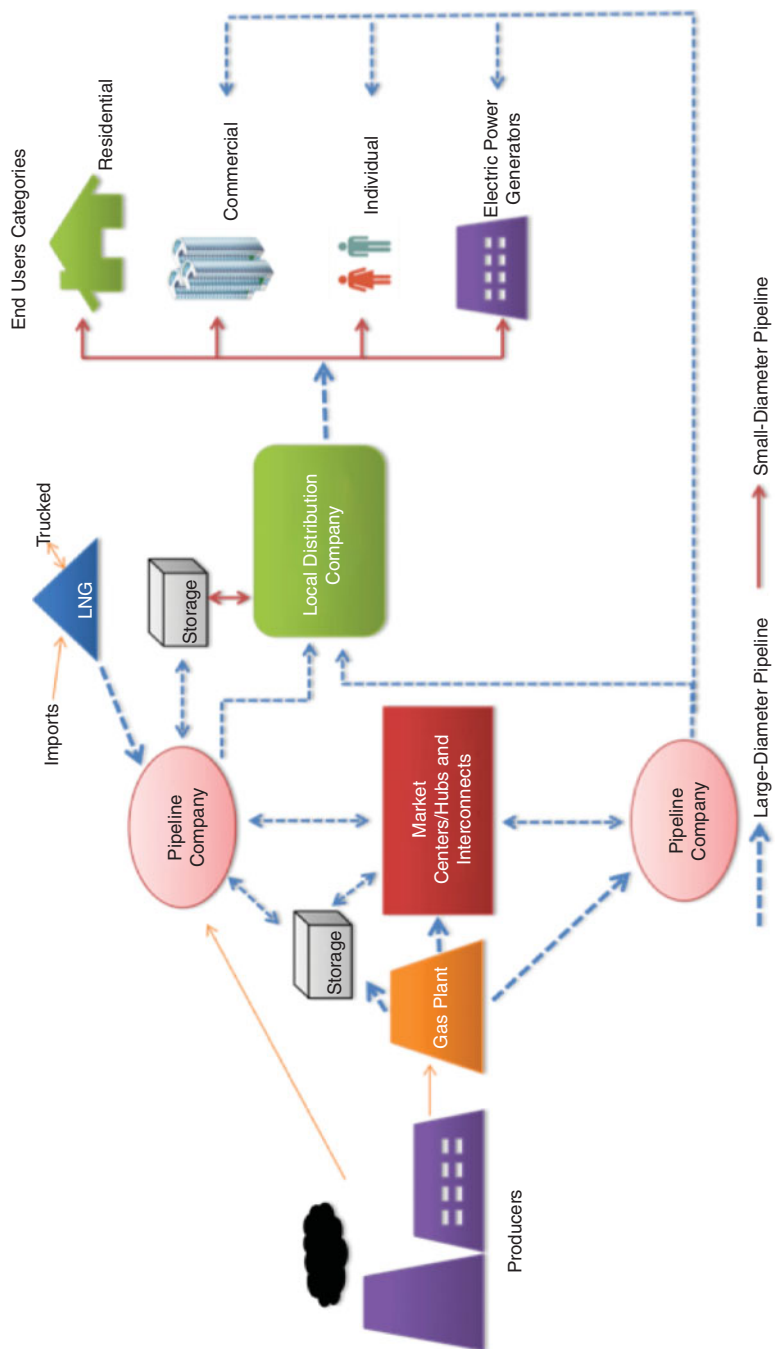 End Users Categories
Residential
Commercial
Individual
Electric Power
Generators
Trucked
Imports
LNG
Storage
Local Distribution
Company
Pipeline
Company
Storage
Market
Centers/Hubs and
Interconnects
Gas Plant
Producers
Pipeline
Company
Large-Diameter Pipeline
Small-Diameter Pipeline